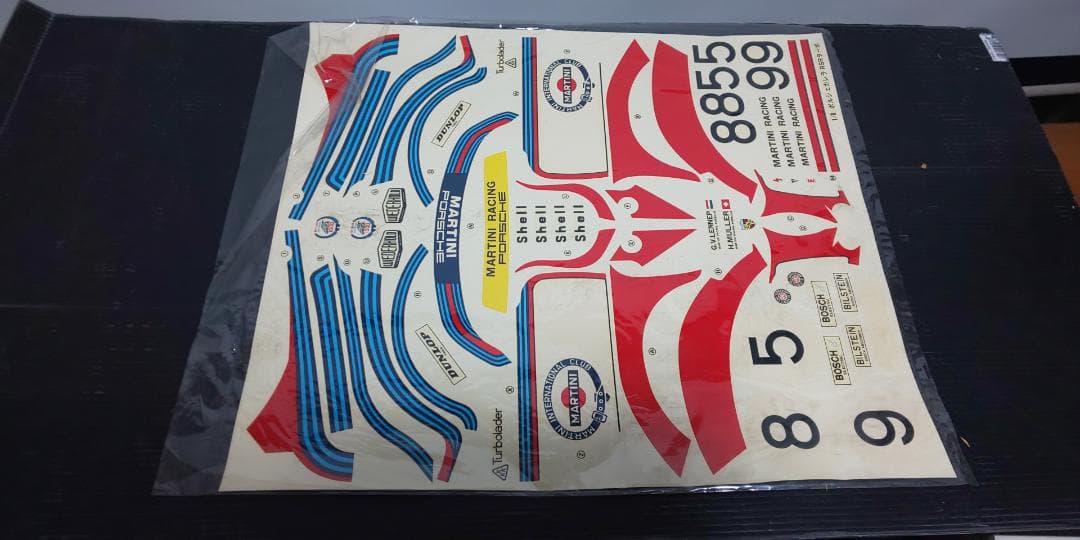 Turbolader
DUNLOP
MARTINI
PORSCHE
MARTINI RACING
PORSCHE
Shell
Shell
Shell
Shell
MARTINI INTERNATIONAL CLUB
MARTINI
8855
99
MARTINI RACING
MARTINI RACING
MARTINI RACING
G.V.LENNEP
H.MULLER
DUNLOP
Turbolader
MARTINI INTERNATIONAL CLUB
MARTINI
BOSCH
BILSTEIN
BOSCH
BILSTEIN
5
8
9